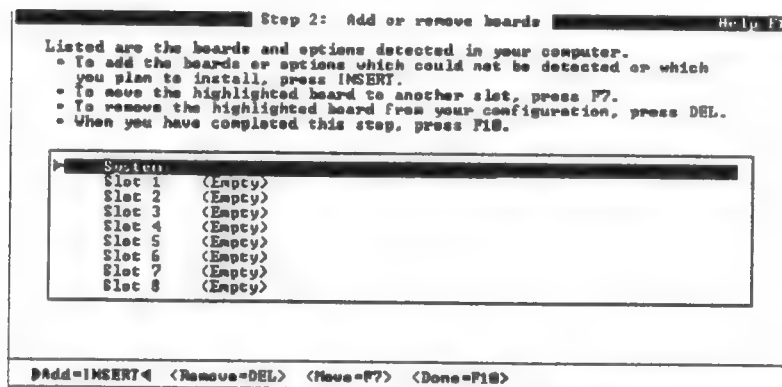 Step 2: Add or remove boards Help F1
Listed are the boards and options detected in your computer.
• To add the boards or options which could not be detected or which
you plan to install, press INSERT.
• To move the highlighted board to another slot, press F7.
• To remove the highlighted board from your configuration, press DEL.
• When you have completed this step, press F10.
System
Slot 1 (Empty)
Slot 2 (Empty)
Slot 3 (Empty)
Slot 4 (Empty)
Slot 5 (Empty)
Slot 6 (Empty)
Slot 7 (Empty)
Slot 8 (Empty)
►Add=INSERT◄ <Remove=DEL> <Move=F7> <Done=F10>